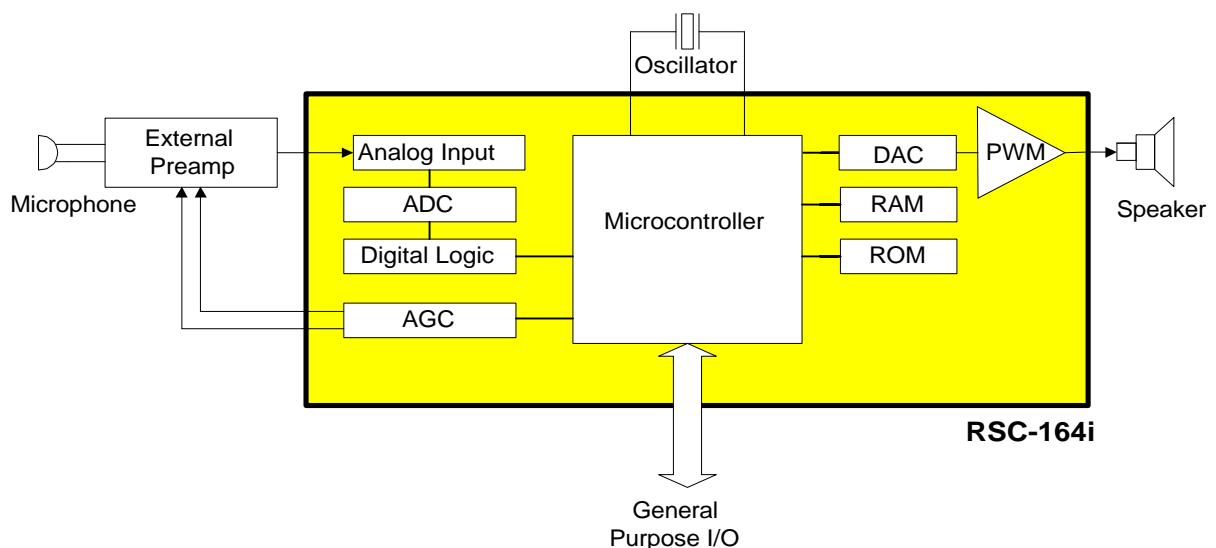 Oscillator
External
Preamp
Microphone
Analog Input
ADC
Digital Logic
AGC
Microcontroller
DAC
RAM
ROM
PWM
Speaker
RSC-164i
General
Purpose I/O